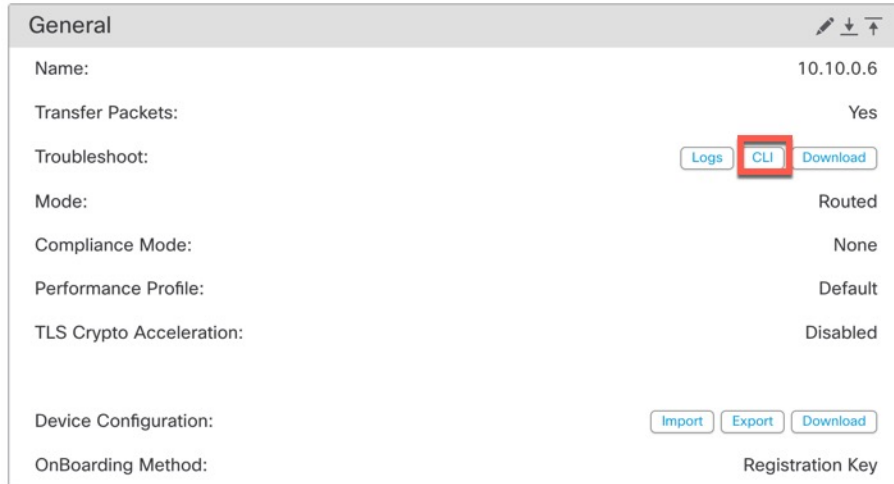 General
Name: 10.10.0.6
Transfer Packets: Yes
Troubleshoot: Logs CLI Download
Mode: Routed
Compliance Mode: None
Performance Profile: Default
TLS Crypto Acceleration: Disabled
Device Configuration: Import Export Download
OnBoarding Method: Registration Key